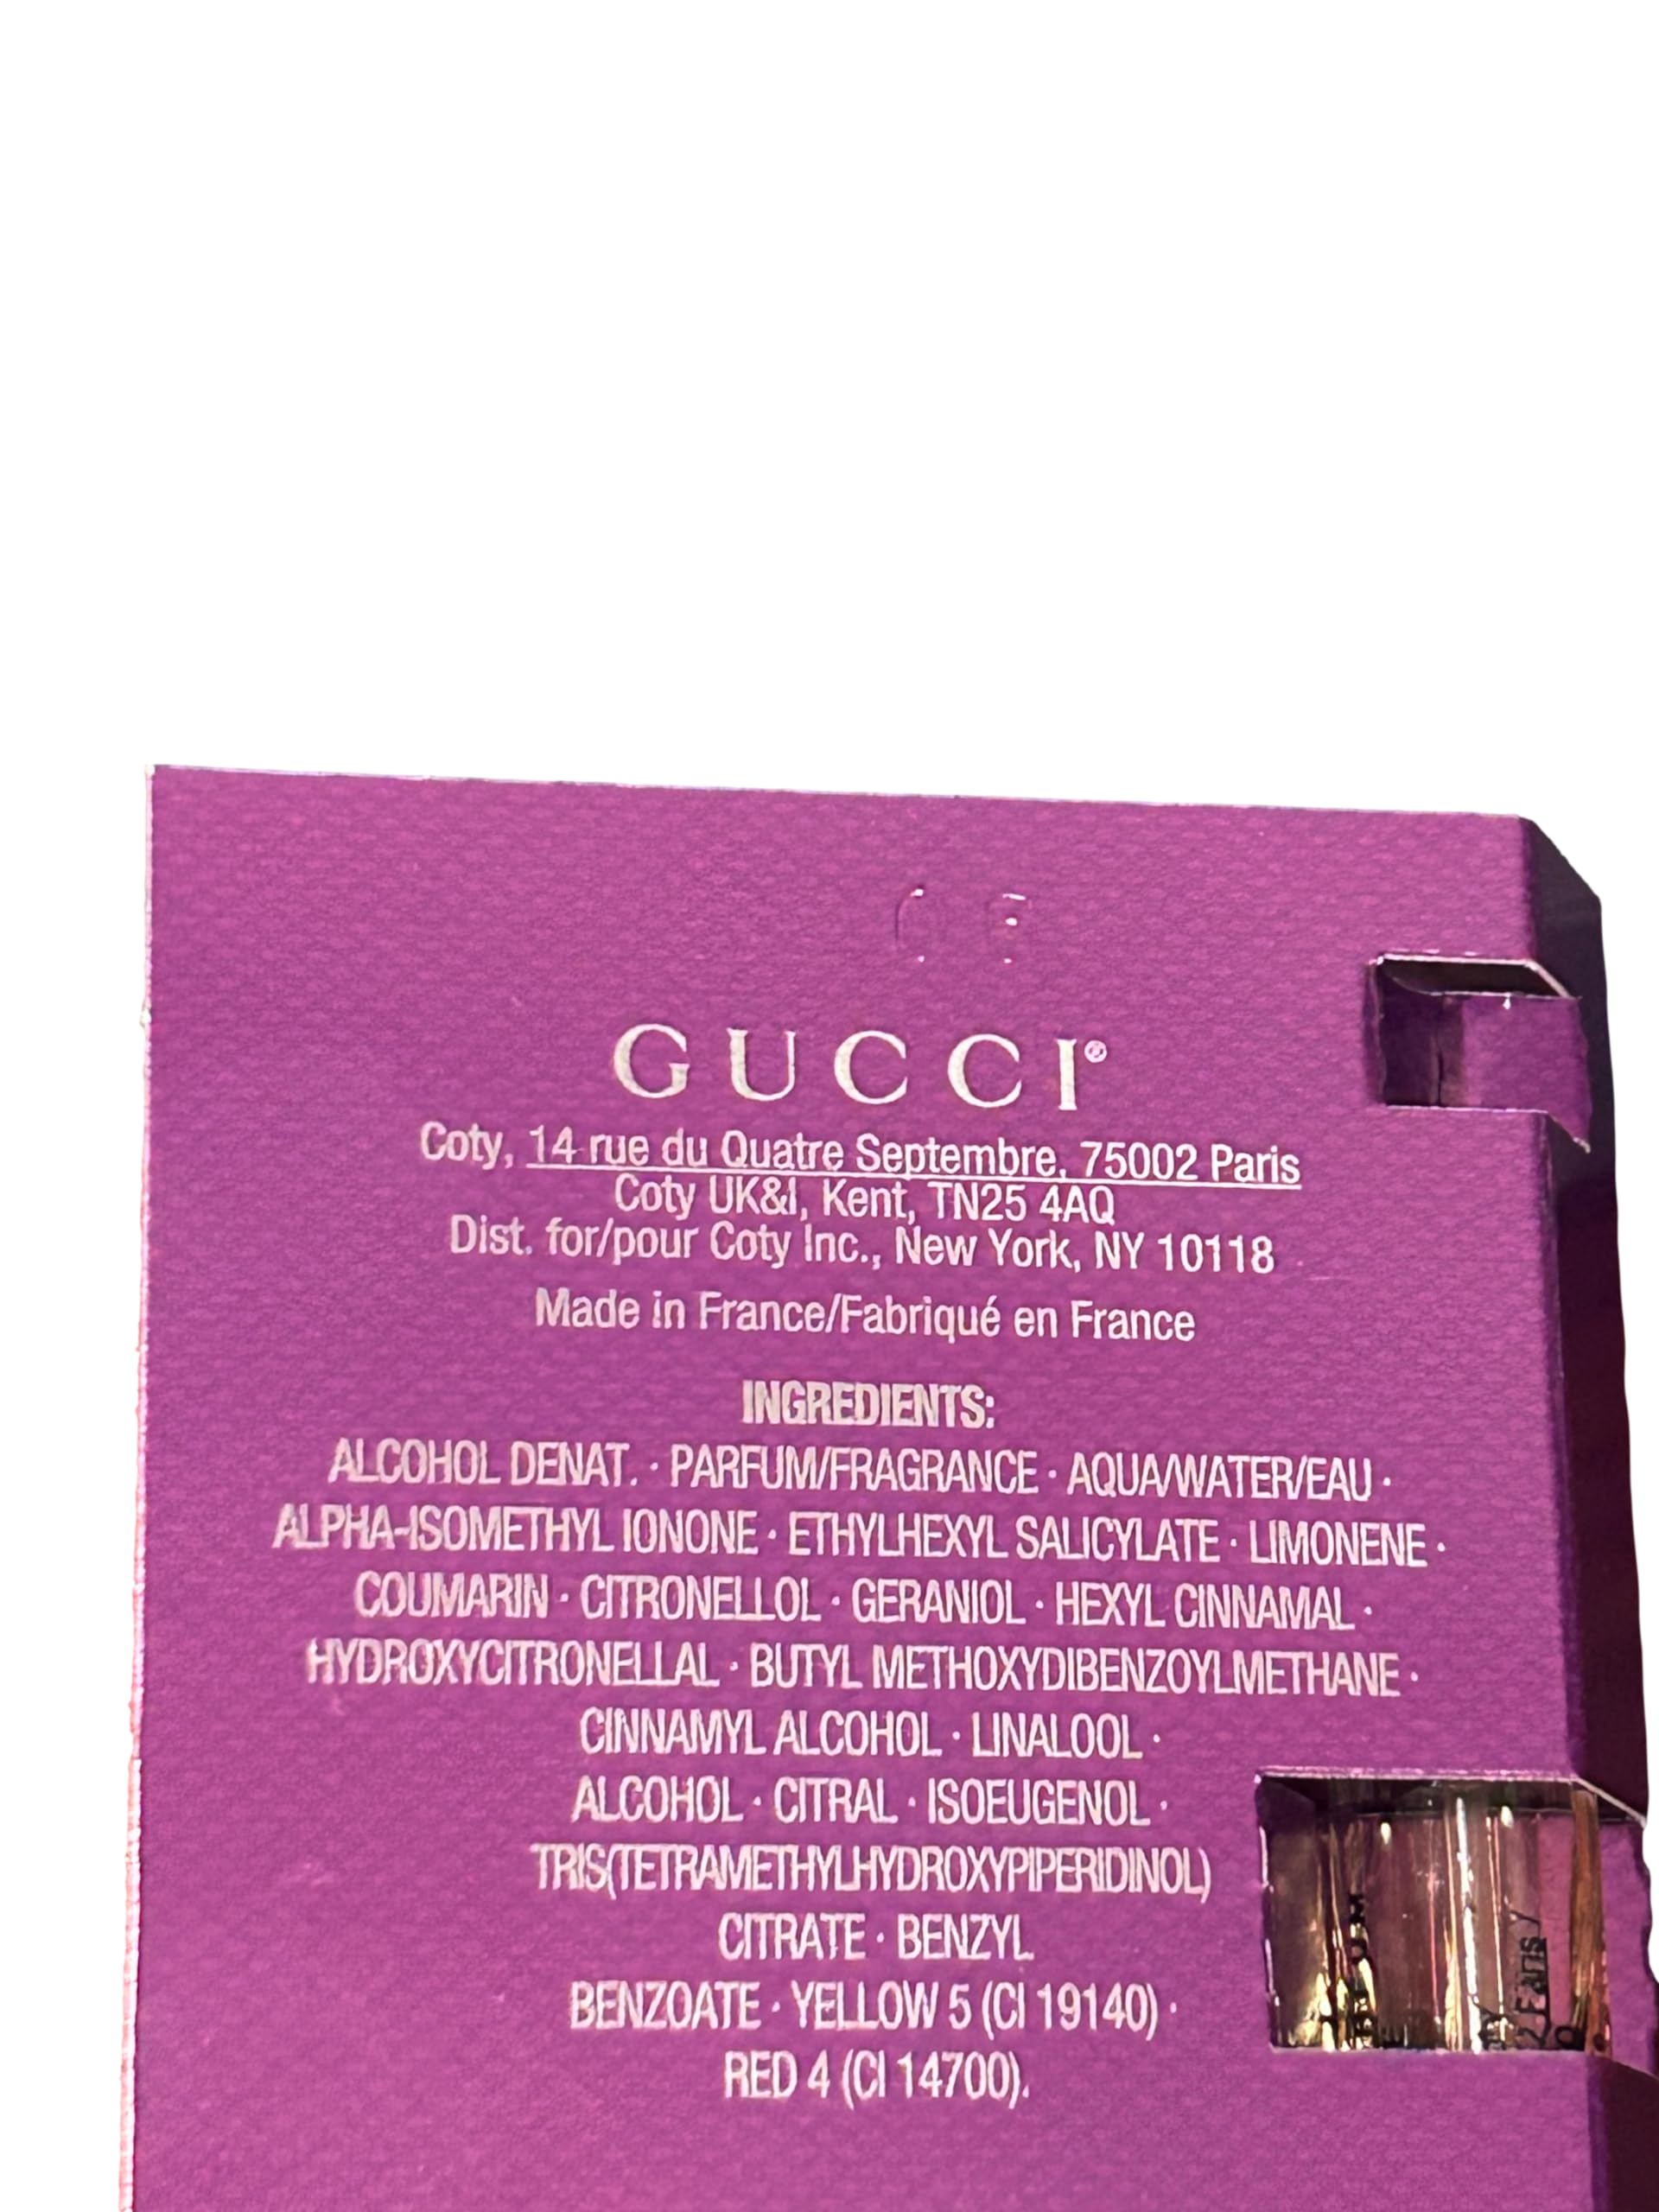 GUCCI®
Coty, 14 rue du Quatre Septembre, 75002 Paris
Coty UK&I, Kent, TN25 4AQ
Dist. for/pour Coty Inc., New York, NY 10118
Made in France/Fabriqué en France
INGREDIENTS:
ALCOHOL DENAT. · PARFUM/FRAGRANCE · AQUA/WATER/EAU ·
ALPHA-ISOMETHYL IONONE · ETHYLHEXYL SALICYLATE · LIMONENE ·
COUMARIN · CITRONELLOL · GERANIOL · HEXYL CINNAMAL ·
HYDROXYCITRONELLAL · BUTYL METHOXYDIBENZOYLMETHANE ·
CINNAMYL ALCOHOL · LINALOOL ·
ALCOHOL · CITRAL · ISOEUGENOL ·
TRIS(TETRAMETHYLHYDROXYPIPERIDINOL)
CITRATE · BENZYL
BENZOATE · YELLOW 5 (CI 19140) ·
RED 4 (CI 14700).